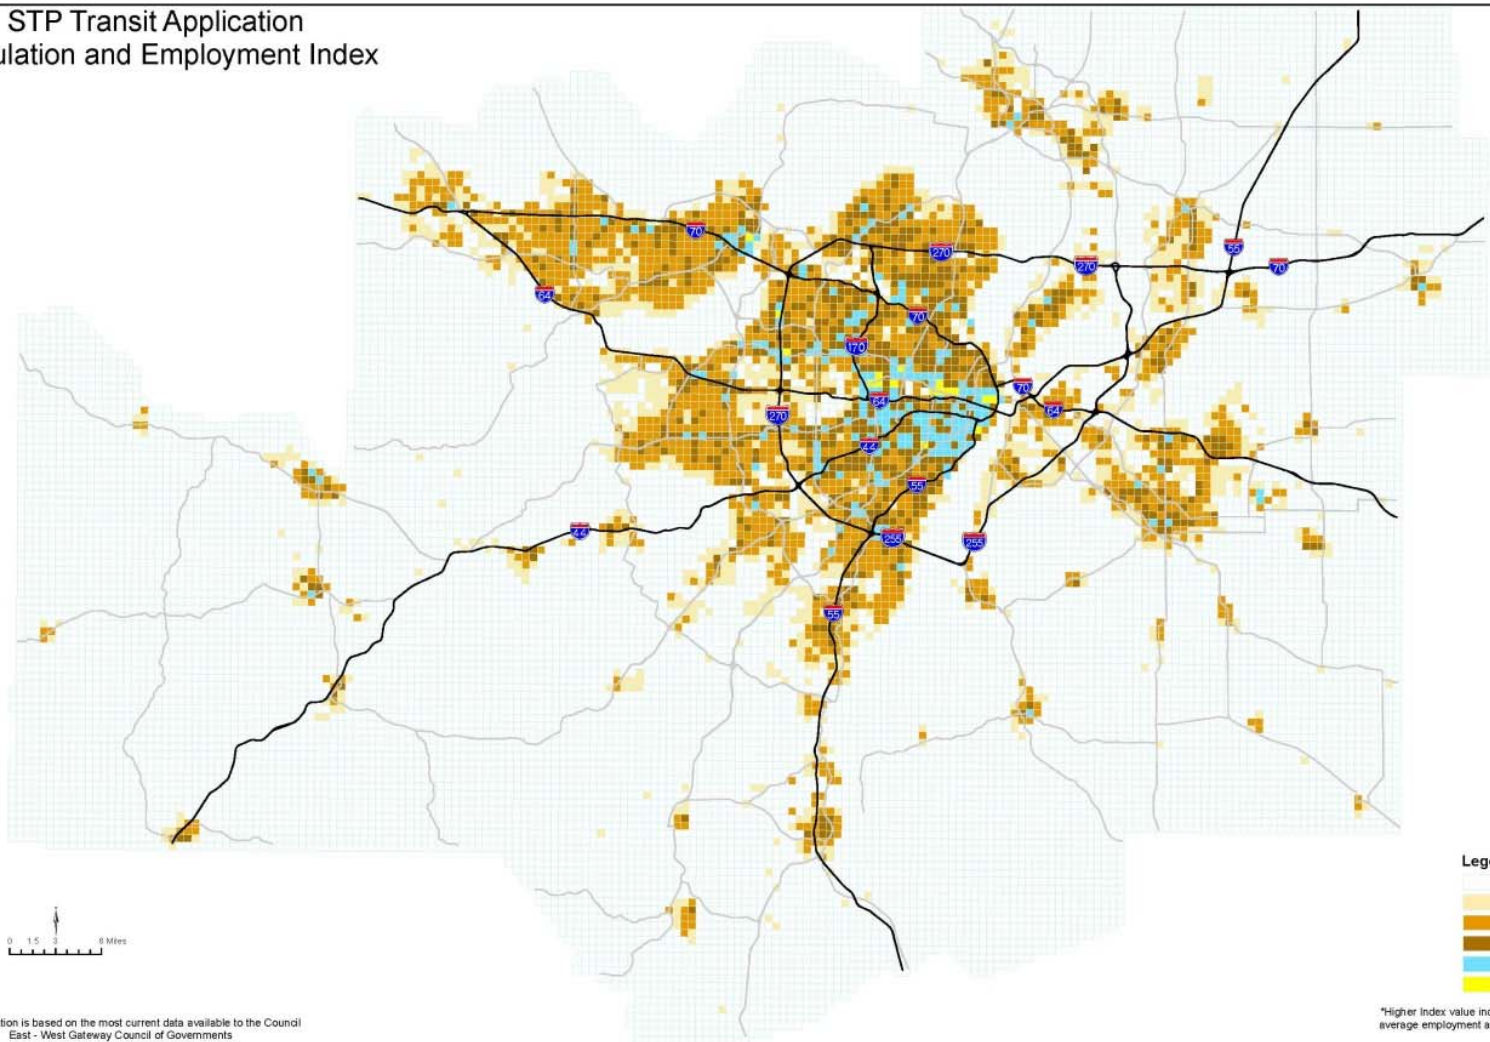 STP Transit Application
ulation and Employment Index
70
270
270
55
70
64
70
170
70
64
64
270
44
55
44
255
255
55
Lege
0 1.5 3 6 Miles
tion is based on the most current data available to the Council
East - West Gateway Council of Governments
*Higher Index value inc
average employment a